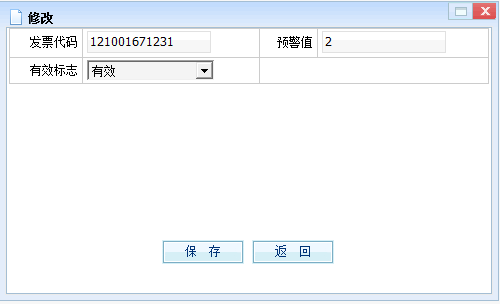 修改
发票代码 121001671231 预警值 2
有效标志 有效
保 存 返 回